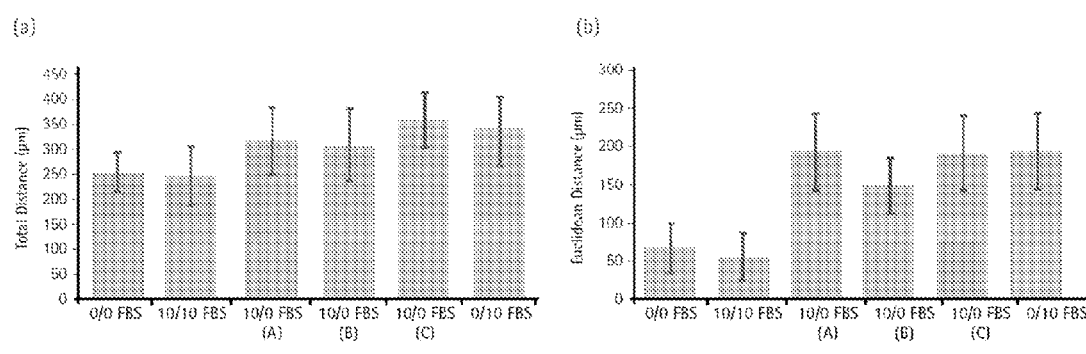 (a)
Total Distance (µm)
450
400
350
300
250
200
150
100
50
0
0/0 FBS
10/10 FBS
10/0 FBS
(A)
10/0 FBS
(B)
10/0 FBS
(C)
0/10 FBS
(b)
Euclidean Distance (µm)
300
250
200
150
100
50
0
0/0 FBS
10/10 FBS
10/0 FBS
(A)
10/0 FBS
(B)
10/0 FBS
(C)
0/10 FBS